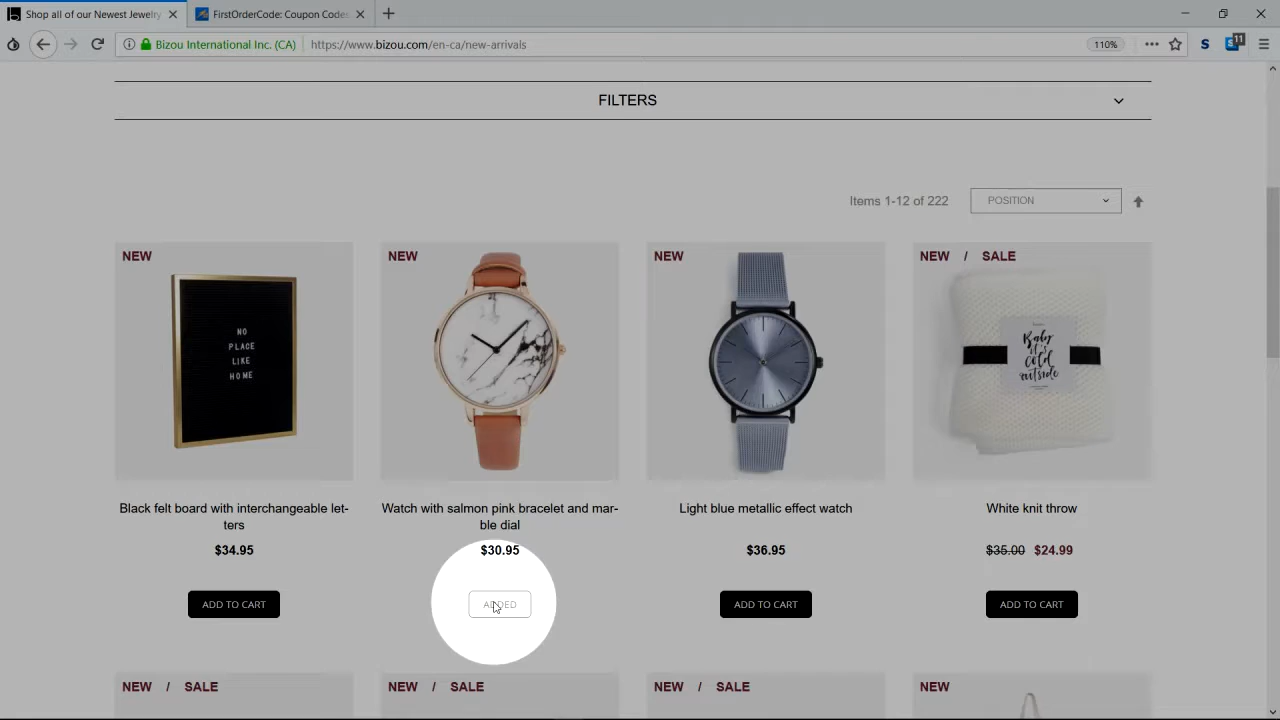 Shop all of our Newest Jewelry
FirstOrderCode: Coupon Code
Bizou International Inc. (CA)
https://www.bizou.com/en-ca/new-arrivals
110%
S
11
FILTERS
Items 1-12 of 222
POSITION
NEW
NEW
NEW
NEW / SALE
NO
PLACE
LIKE
HOME
Baby
it's
cold
outside
Black felt board with interchangeable let-
ters
Watch with salmon pink bracelet and mar-
ble dial
Light blue metallic effect watch
White knit throw
$34.95
$30.95
$36.95
$35.00 $24.99
ADD TO CART
ADDED
ADD TO CART
ADD TO CART
NEW / SALE
NEW / SALE
NEW / SALE
NEW